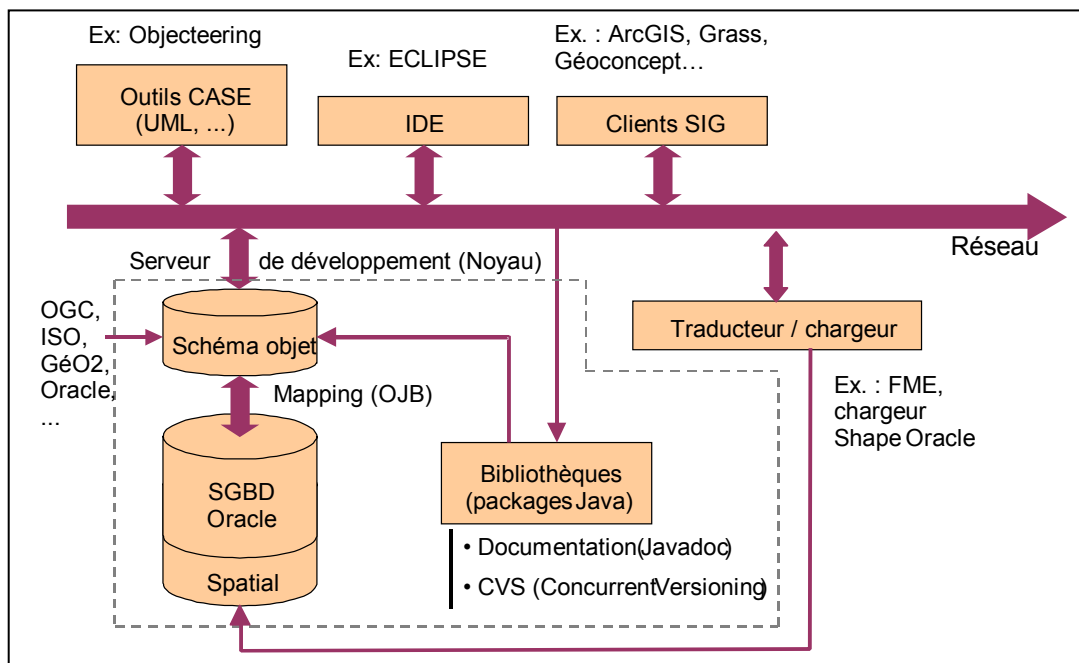 Ex: Objecteering
Ex: ECLIPSE
Ex. : ArcGIS, Grass,
Géoconcept…
Outils CASE
(UML, ...)
IDE
Clients SIG
Réseau
Serveur de développement (Noyau)
OGC,
ISO,
GéO2,
Oracle,
...
Schéma objet
Traducteur / chargeur
Mapping (OJB)
Ex. : FME,
chargeur
Shape Oracle
SGBD
Oracle
Spatial
Bibliothèques
(packages Java)
• Documentation(Javadoc)
• CVS (ConcurrentVersioning)